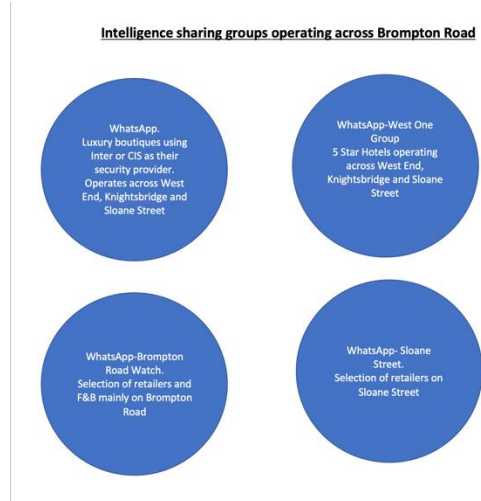 Intelligence sharing groups operating across Brompton Road
WhatsApp.
Luxury boutiques using
Inter or CIS as their
security provider.
Operates across West
End, Knightsbridge and
Sloane Street
WhatsApp-West One
Group
5 Star Hotels operating
across West End,
Knightsbridge and Sloane
Street
WhatsApp-Brompton
Road Watch.
Selection of retailers and
F&B mainly on Brompton
Road
WhatsApp- Sloane
Street.
Selection of retailers on
Sloane Street